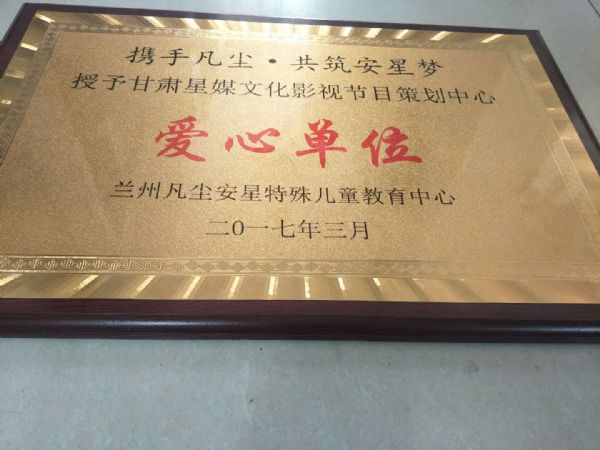 携手凡尘·共筑安星梦
授予甘肃星媒文化影视节目策划中心
爱心单位
兰州凡尘安星特殊儿童教育中心
二0一七年三月